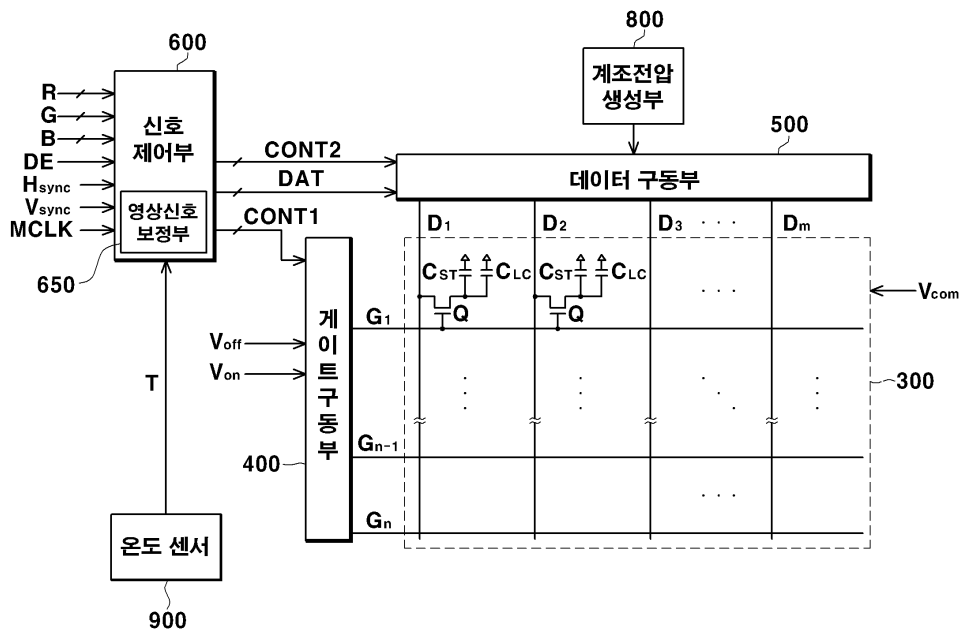 800
600
계조전압
생성부
R
G
B
DE
Hsync
Vsync
MCLK
신호
제어부
영상신호
보정부
650
CONT2
DAT
CONT1
500
데이터 구동부
D1
D2
D3
· · ·
Dm
CST
CLC
CST
CLC
· · ·
Vcom
Q
Q
G1
Voff
Von
게
이
트
구
동
부
T
300
400
Gn-1
Gn
· · ·
온도 센서
900